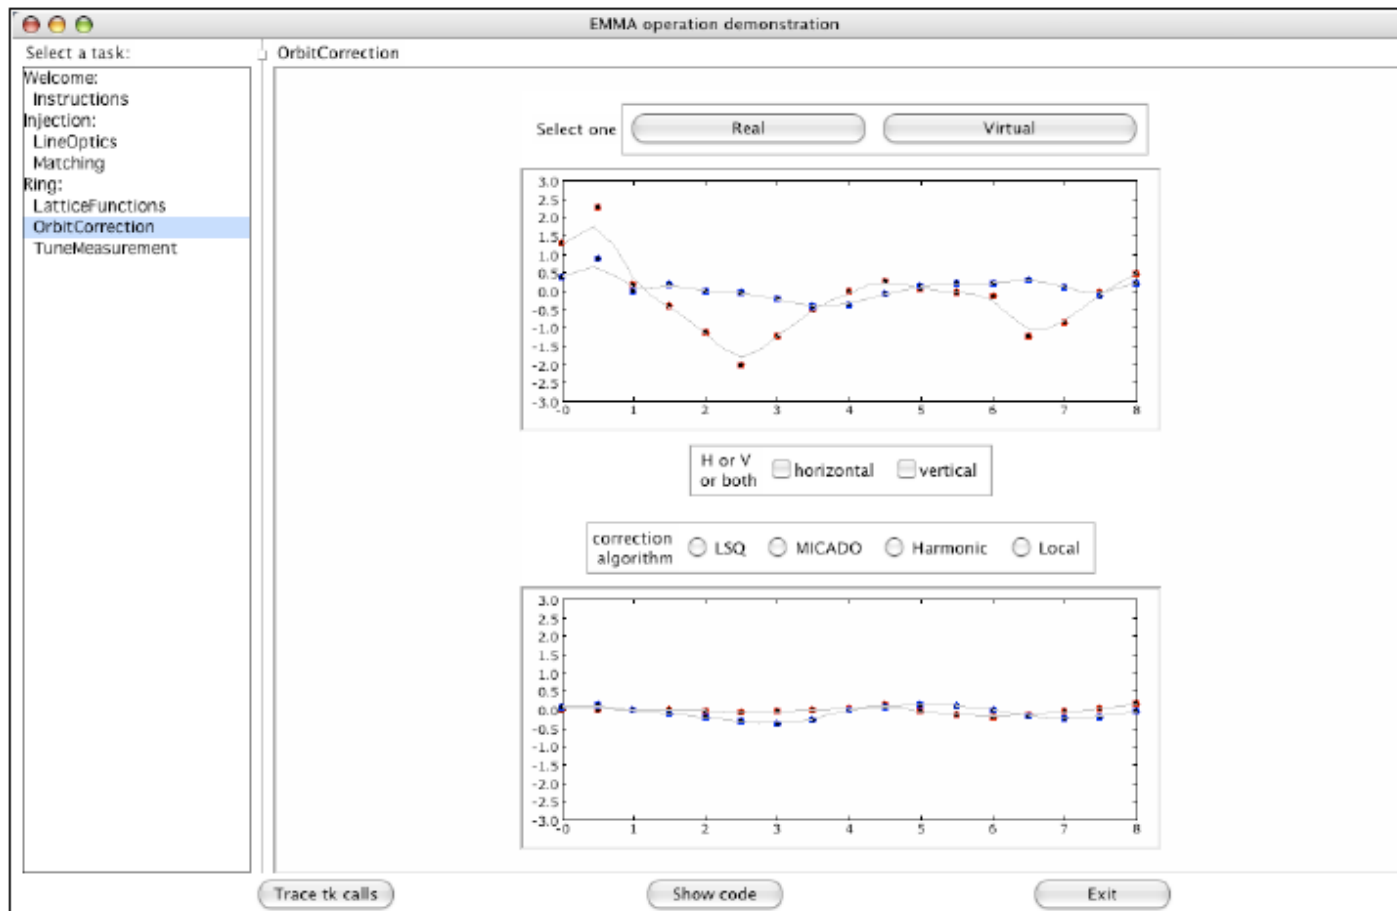 EMMA operation demonstration
Select a task:
OrbitCorrection
Welcome:
Instructions
Injection:
LineOptics
Matching
Ring:
LatticeFunctions
OrbitCorrection
TuneMeasurement
Select one Real Virtual
3.0
2.5
2.0
1.5
1.0
0.5
0.0
-0.5
-1.0
-1.5
-2.0
-2.5
-3.0
-0 1 2 3 4 5 6 7 8
H or V
or both horizontal vertical
correction
algorithm LSQ MICADO Harmonic Local
3.0
2.5
2.0
1.5
1.0
0.5
0.0
-0.5
-1.0
-1.5
-2.0
-2.5
-3.0
-0 1 2 3 4 5 6 7 8
Trace tk calls Show code Exit